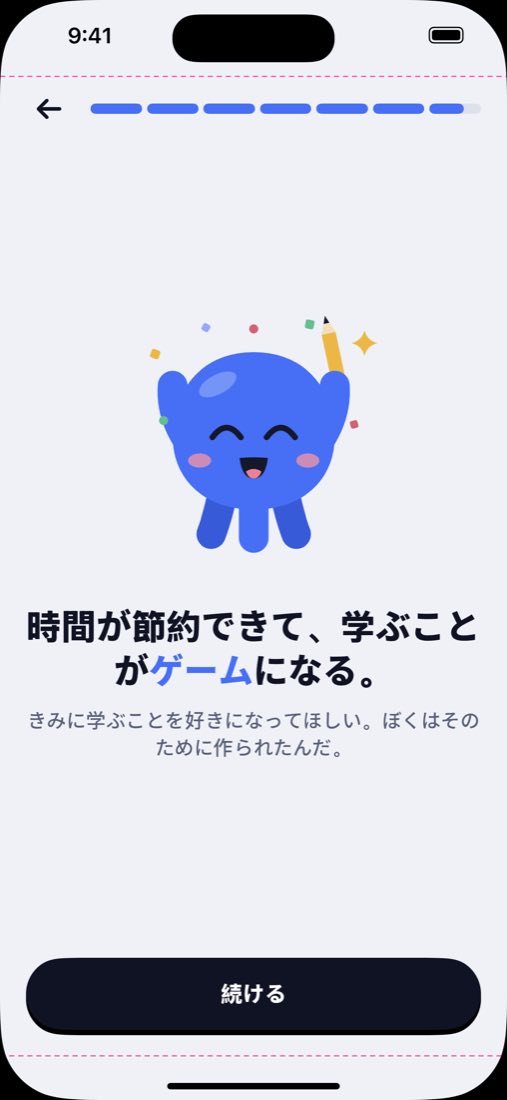 9:41
時間が節約できて、学ぶこと
がゲームになる。
きみに学ぶことを好きになってほしい。ぼくはその
ために作られたんだ。
続ける